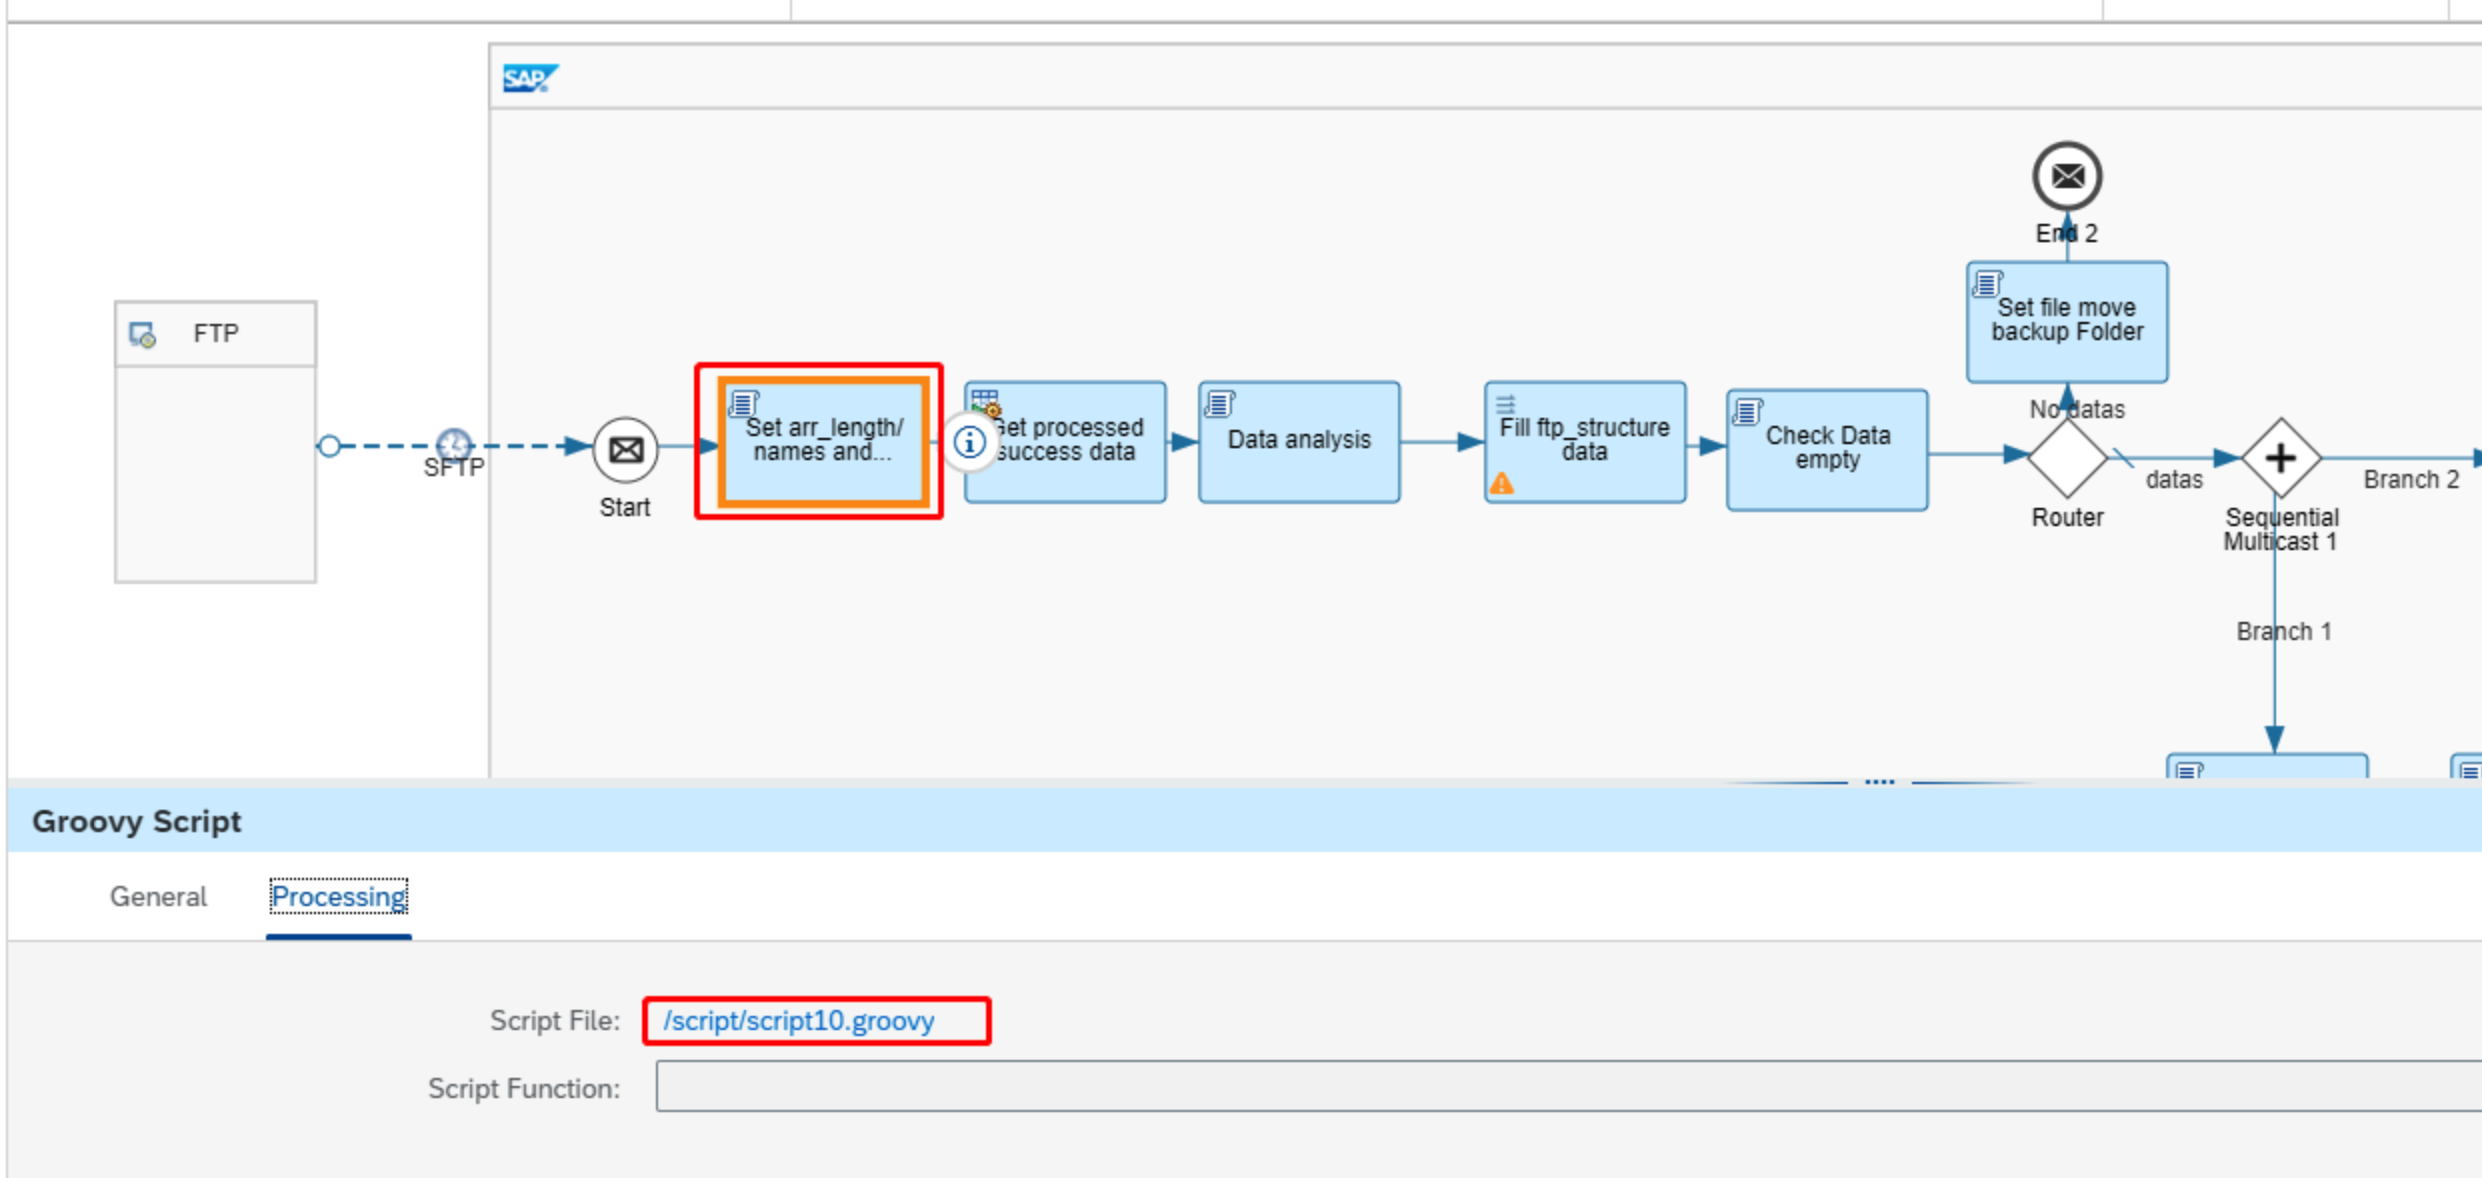 SAP
End 2
Set file move
backup Folder
FTP
No datas
Set arr_length/
names and...
Get processed
success data
Data analysis
Fill ftp_structure
data
Check Data
empty
SFTP
Start
datas
Branch 2
Router
Sequential
Multicast 1
Branch 1
Groovy Script
General
Processing
Script File:
/script/script10.groovy
Script Function: